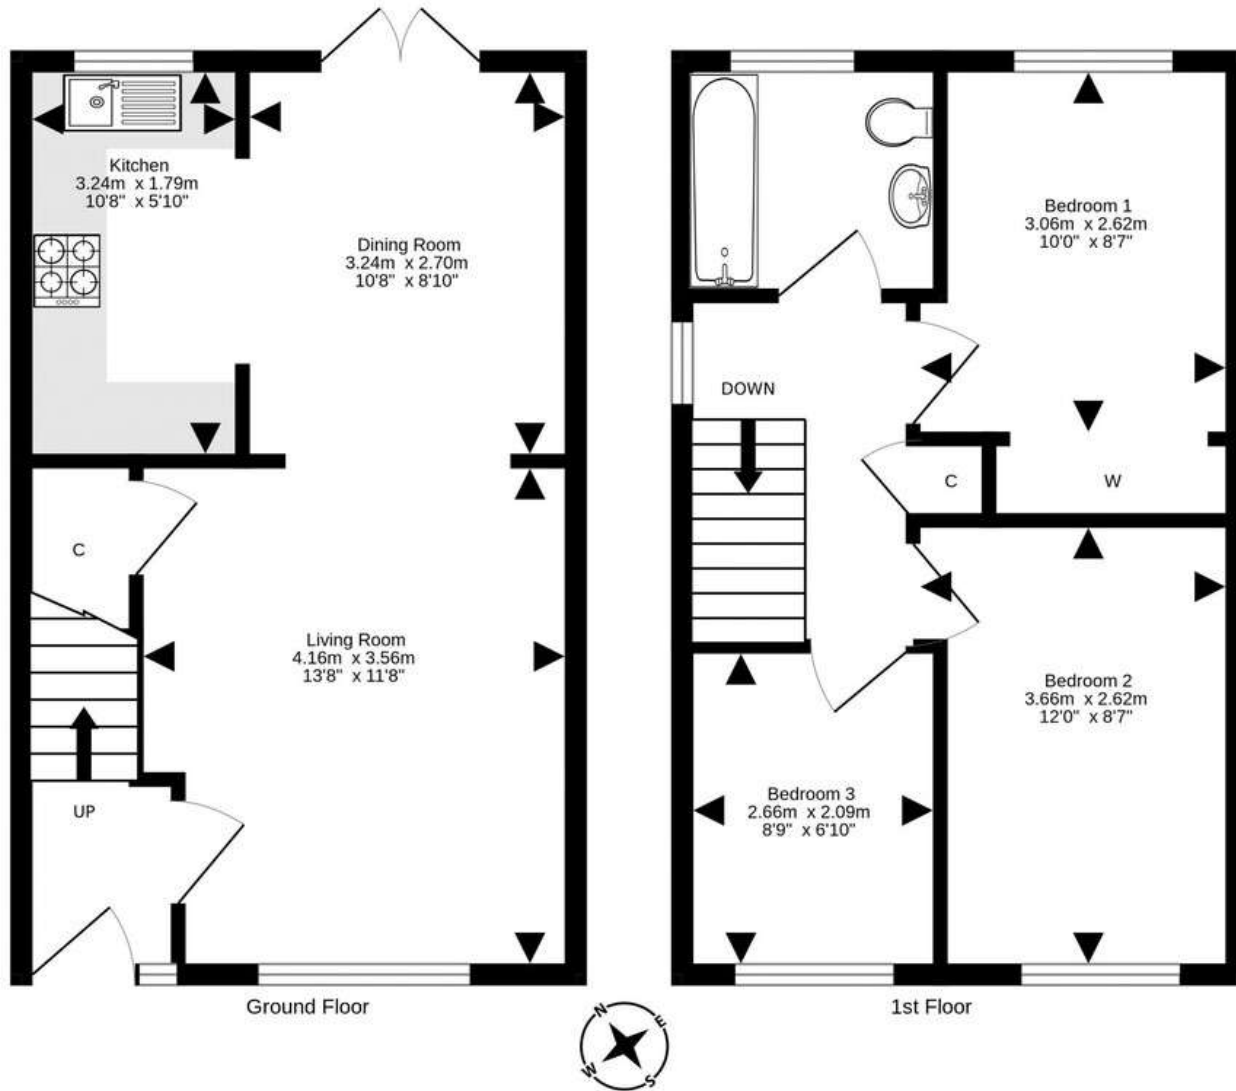 Kitchen
3.24m x 1.79m
10'8" x 5'10"
Dining Room
3.24m x 2.70m
10'8" x 8'10"
C
Living Room
4.16m x 3.56m
13'8" x 11'8"
UP
Ground Floor
Bedroom 1
3.06m x 2.62m
10'0" x 8'7"
DOWN
C
W
Bedroom 2
3.66m x 2.62m
12'0" x 8'7"
Bedroom 3
2.66m x 2.09m
8'9" x 6'10"
1st Floor
N
E
W
S